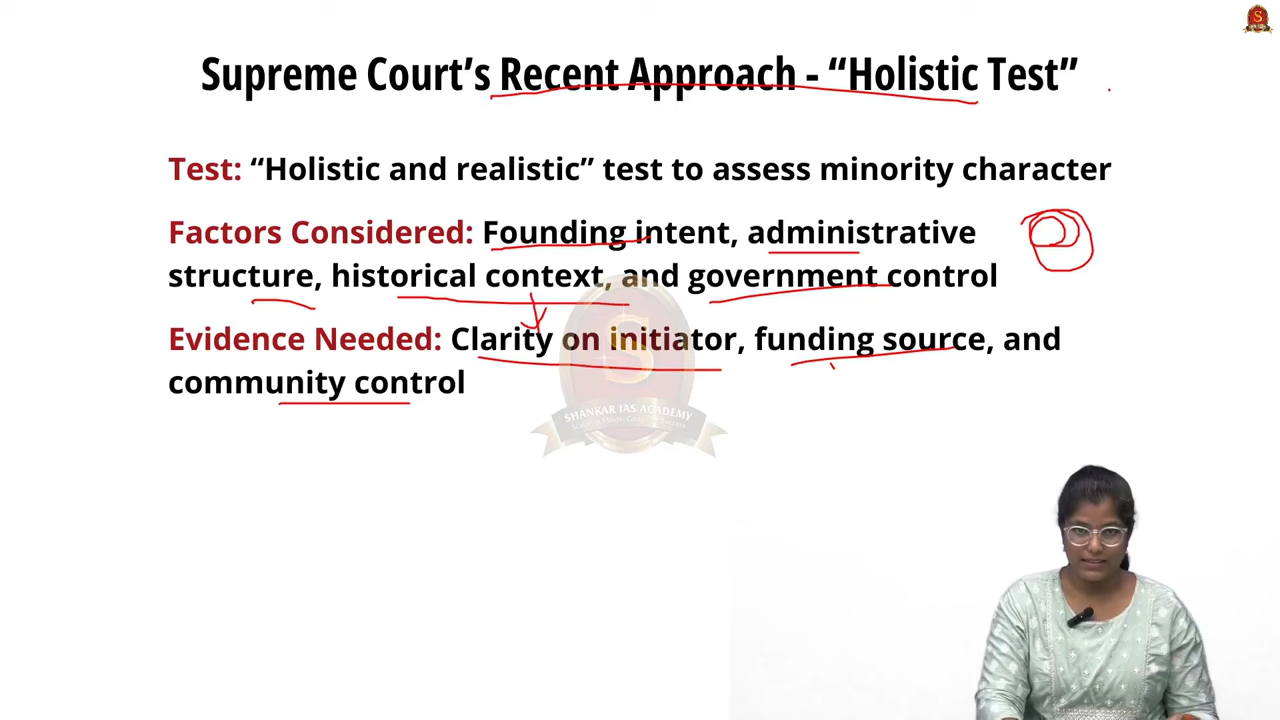 Supreme Court’s Recent Approach - “Holistic Test”
Test: “Holistic and realistic” test to assess minority character
Factors Considered: Founding intent, administrative
structure, historical context, and government control
Evidence Needed: Clarity on initiator, funding source, and
community control
S
SHANKAR IAS ACADEMY